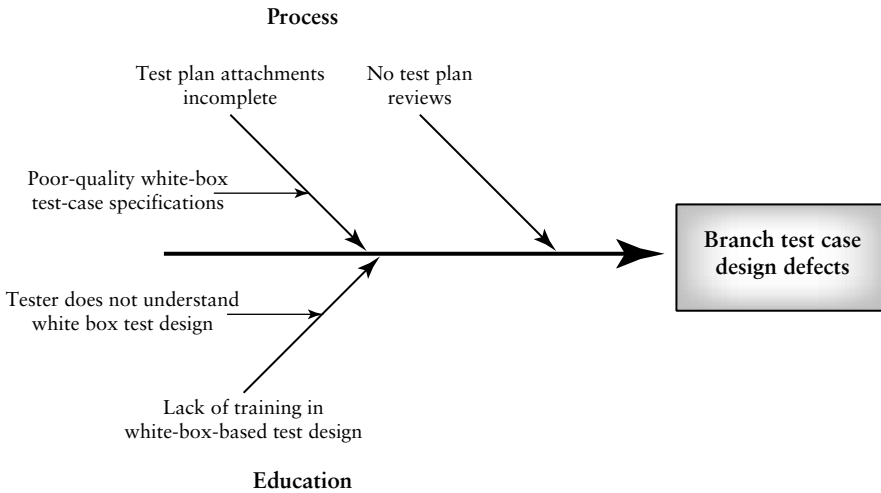 Process
Test plan attachments
incomplete
No test plan
reviews
Poor-quality white-box
test-case specifications
Branch test case
design defects
Tester does not understand
white box test design
Lack of training in
white-box-based test design
Education